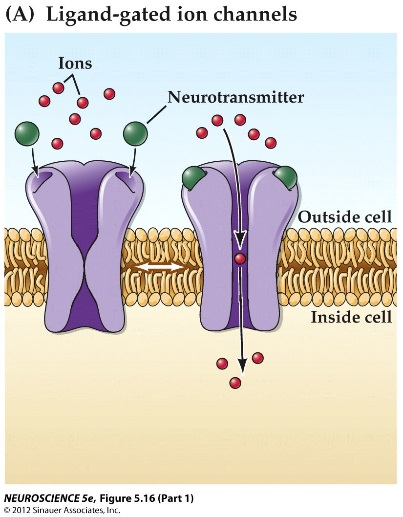 (A) Ligand-gated ion channels
Ions
Neurotransmitter
Outside cell
Inside cell
NEUROSCIENCE 5e, Figure 5.16 (Part 1)
© 2012 Sinauer Associates, Inc.